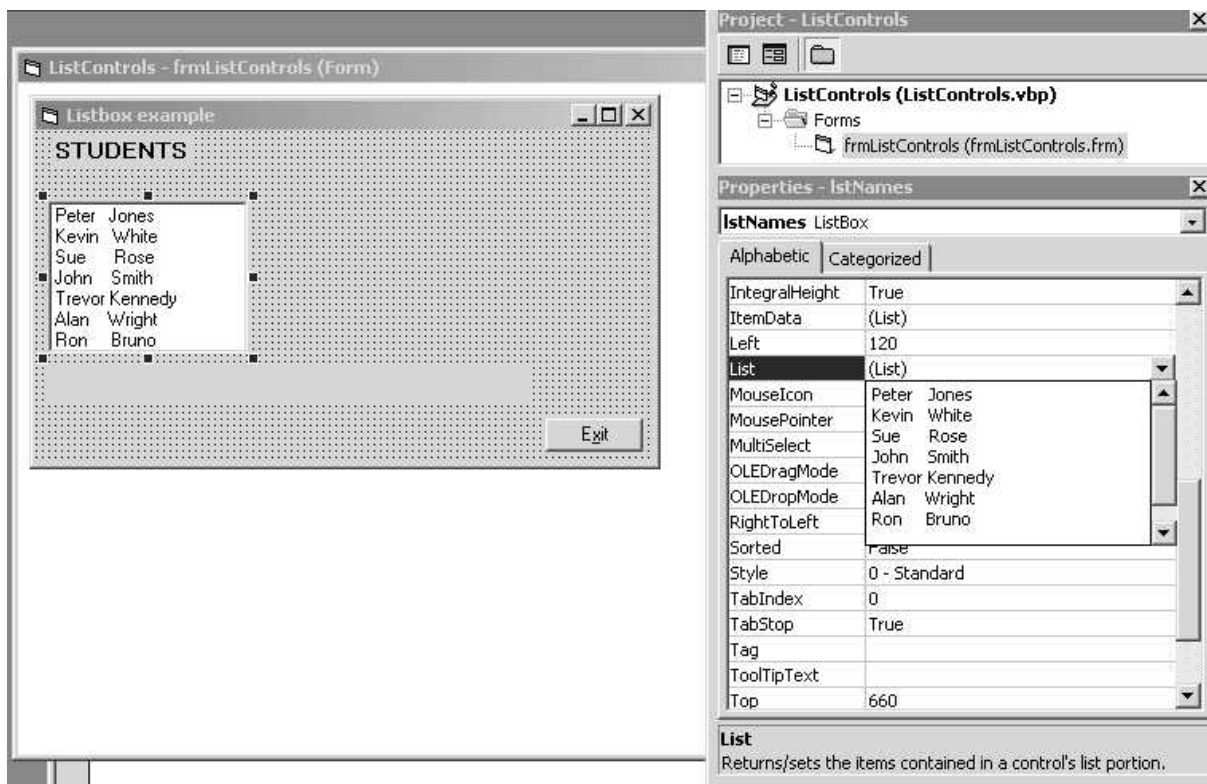 ListControls - frmListControls (Form)
Listbox example
STUDENTS
Peter Jones
Kevin White
Sue Rose
John Smith
Trevor Kennedy
Alan Wright
Ron Bruno
Exit
Project - ListControls
ListControls (ListControls.vbp)
Forms
frmListControls (frmListControls.frm)
Properties - lstNames
lstNames ListBox
Alphabetic Categorized
IntegralHeight True
ItemData (List)
Left 120
List (List)
MouseIcon
MousePointer
MultiSelect
OLEDragMode
OLEDropMode
RightToLeft
Peter Jones
Kevin White
Sue Rose
John Smith
Trevor Kennedy
Alan Wright
Ron Bruno
Sorted False
Style 0 - Standard
TabIndex 0
TabStop True
Tag
ToolTipText
Top 660
List
Returns/sets the items contained in a control's list portion.